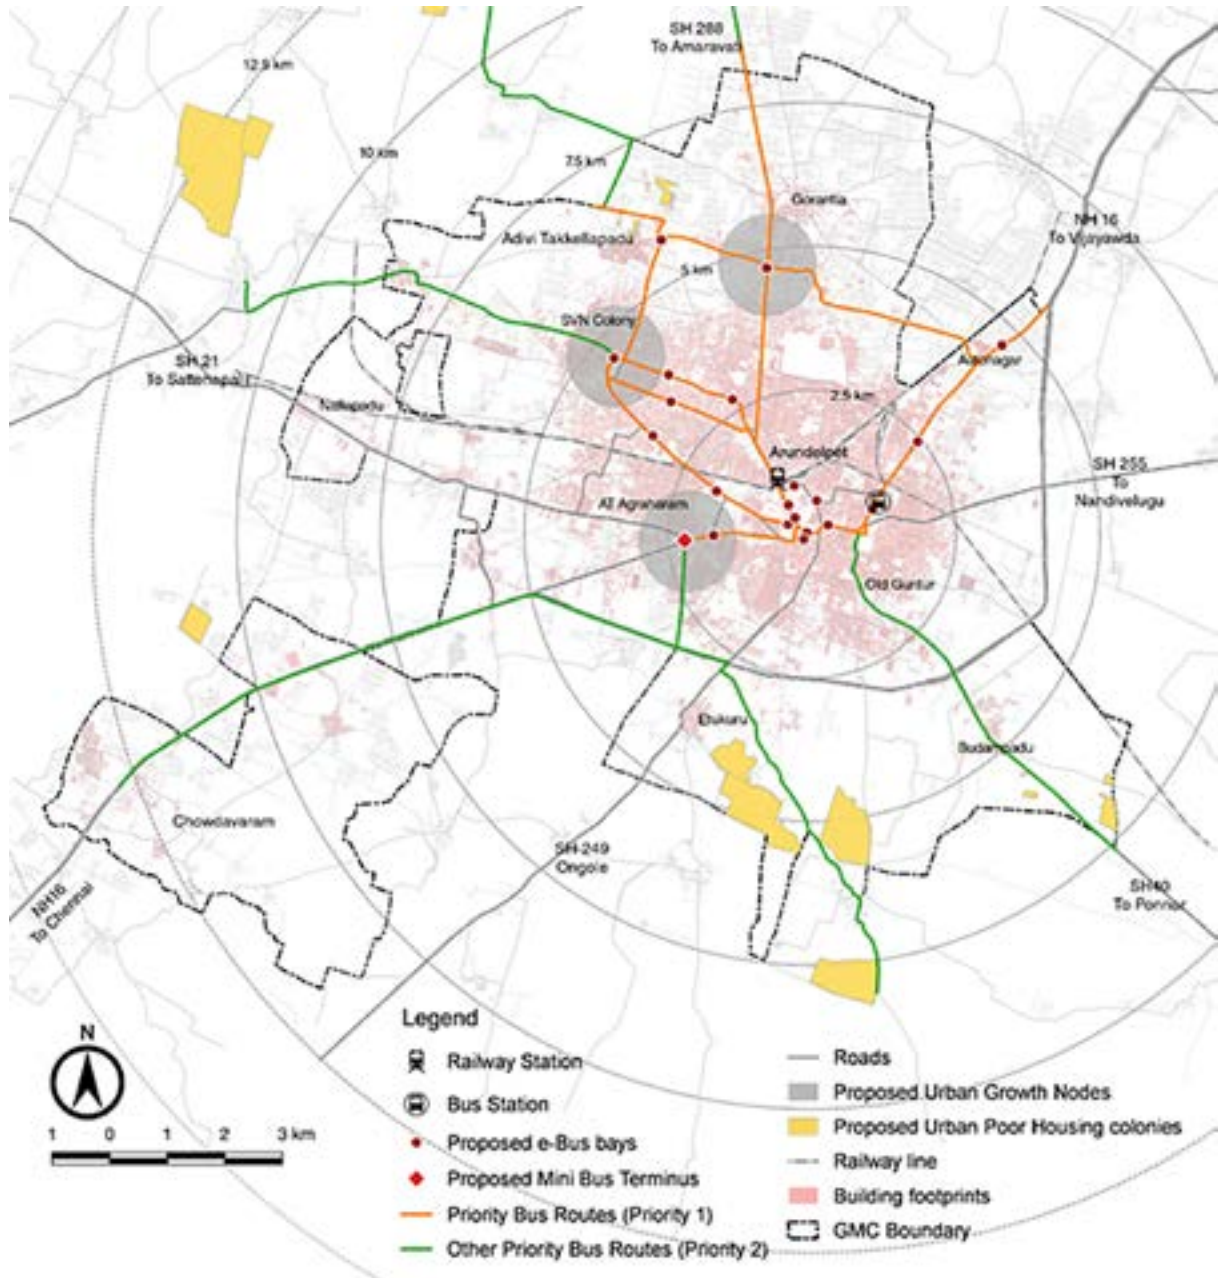 SH 288
To Amaravati
12.5 km
10 km
7.5 km
Gorantla
NH 16
To Vijayawda
Adivi Takkellapadu
5 km
SVN Colony
SH 21
To Sattenapalli
Autonagar
2.5 km
Nallapadu
Arundelpet
SH 255
To
Nandivelugu
AT Agraharam
Old Guntur
Etukuru
Budampadu
Chowdavaram
SH-249
Ongole
SH40
To Ponnor
NH16
To Chennai
N
1 0 1 2 3 km
Legend
Railway Station
Bus Station
Proposed e-Bus bays
Proposed Mini Bus Terminus
Priority Bus Routes (Priority 1)
Other Priority Bus Routes (Priority 2)
Roads
Proposed Urban Growth Nodes
Proposed Urban Poor Housing colonies
Railway line
Building footprints
GMC Boundary